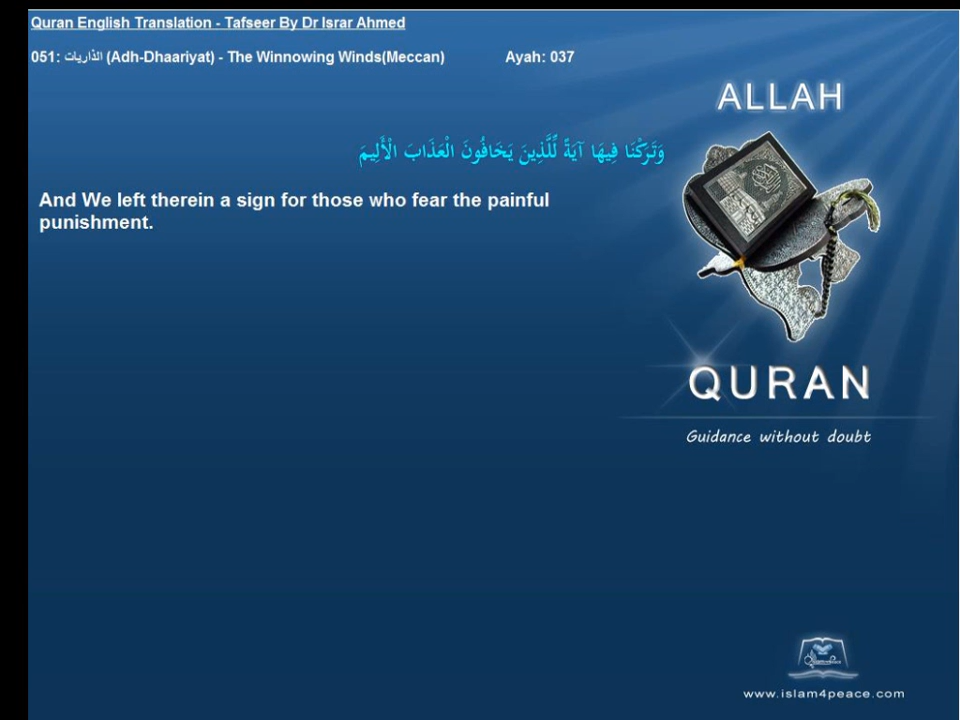 Quran English Translation - Tafseer By Dr Israr Ahmed
051: الذاريات (Adh-Dhaariyat) - The Winnowing Winds(Meccan) Ayah: 037
ALLAH
وَتَرَكْنَا فِيهَا آيَةً لِّلَّذِينَ يَخَافُونَ الْعَذَابَ الْأَلِيمَ
And We left therein a sign for those who fear the painful
punishment.
QURAN
Guidance without doubt
www.islam4peace.com